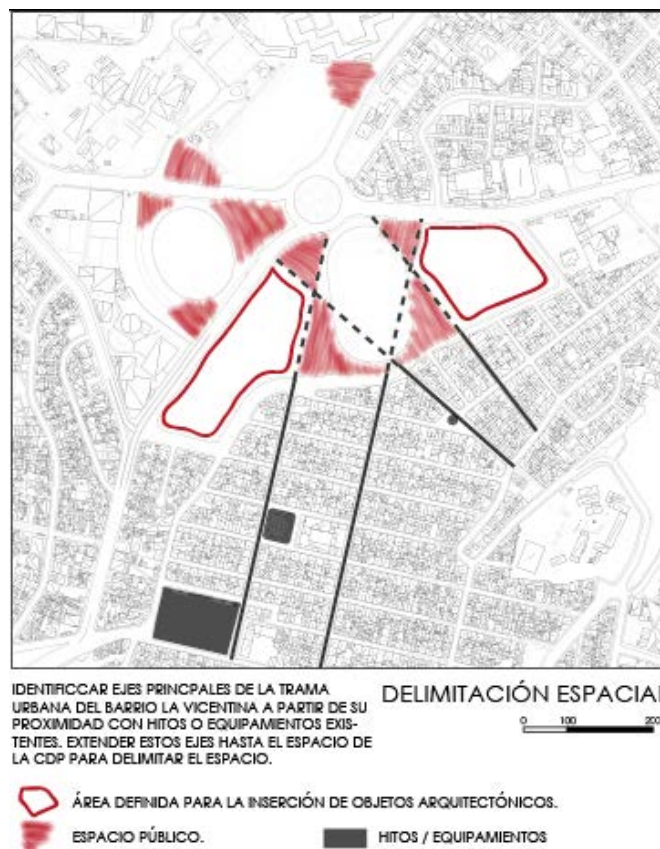 IDENTIFICCAR EJES PRINCPALES DE LA TRAMA
URBANA DEL BARRIO LA VICENTINA A PARTIR DE SU
PROXIMIDAD CON HITOS O EQUIPAMIENTOS EXIS-
TENTES. EXTENDER ESTOS EJES HASTA EL ESPACIO DE
LA CDP PARA DELIMITAR EL ESPACIO.
DELIMITACIÓN ESPACIAL
0 100 200
ÁREA DEFINIDA PARA LA INSERCIÓN DE OBJETOS ARQUITECTÓNICOS.
ESPACIO PÚBLICO.
HITOS / EQUIPAMIENTOS